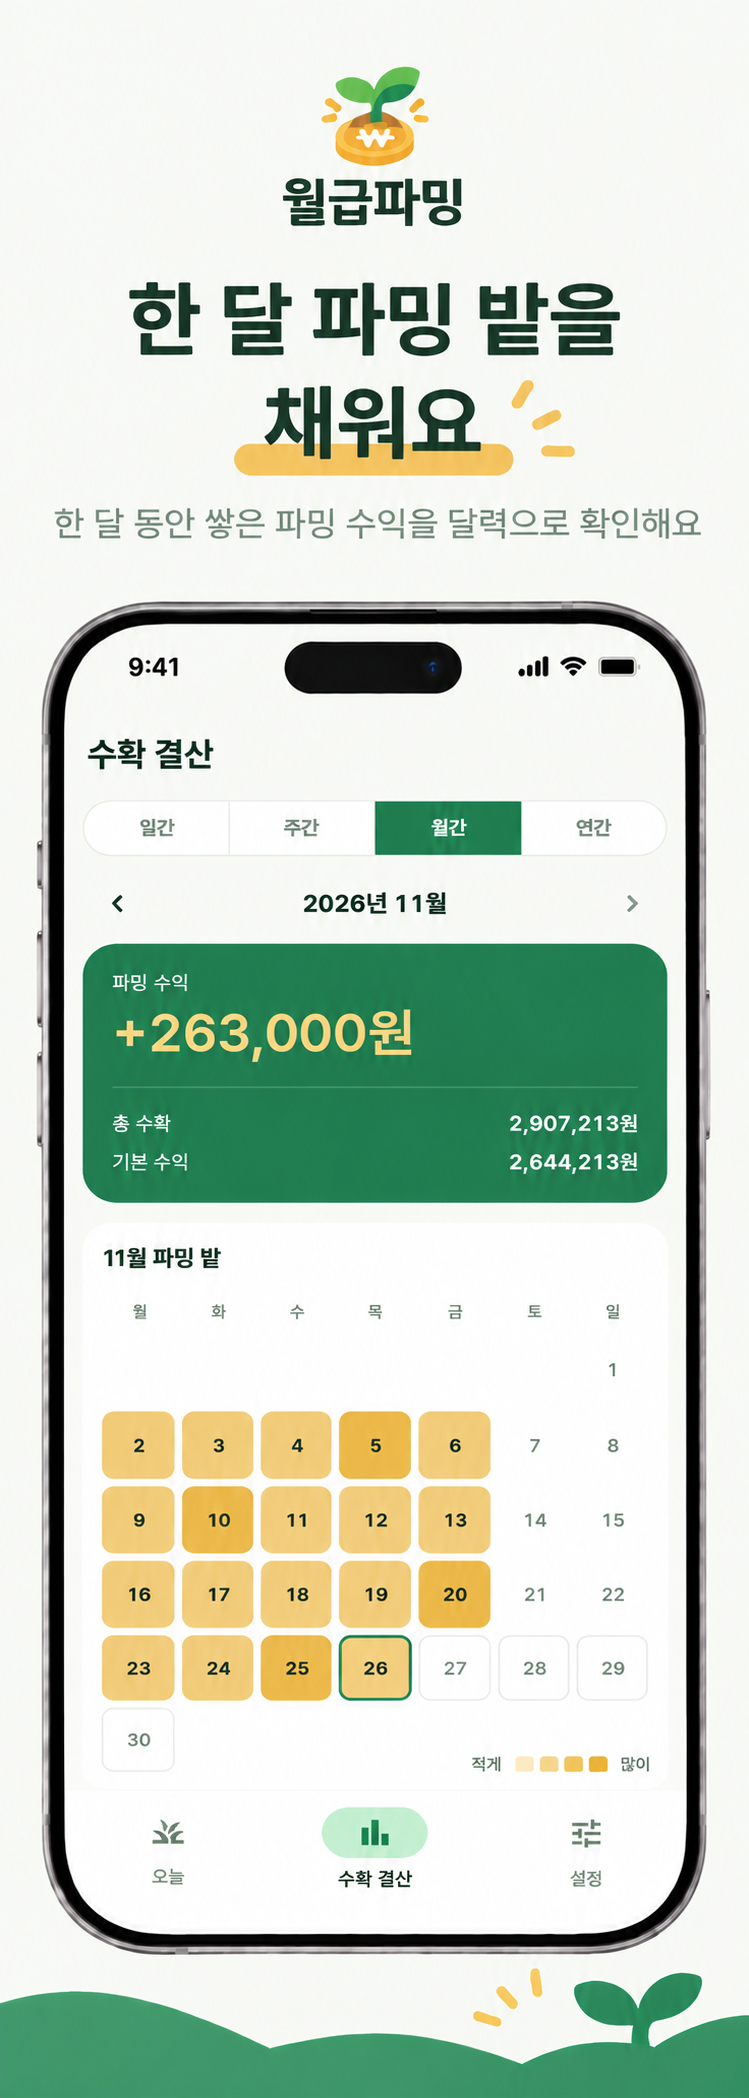 월급파밍
한 달 파밍 밭을
채워요
한 달 동안 쌓은 파밍 수익을 달력으로 확인해요
9:41
수확 결산
일간 주간 월간 연간
2026년 11월
파밍 수익
+263,000원
총 수확 2,907,213원
기본 수익 2,644,213원
11월 파밍 밭
월 화 수 목 금 토 일
1
2 3 4 5 6 7 8
9 10 11 12 13 14 15
16 17 18 19 20 21 22
23 24 25 26 27 28 29
30
적게 많이
오늘 수확 결산 설정